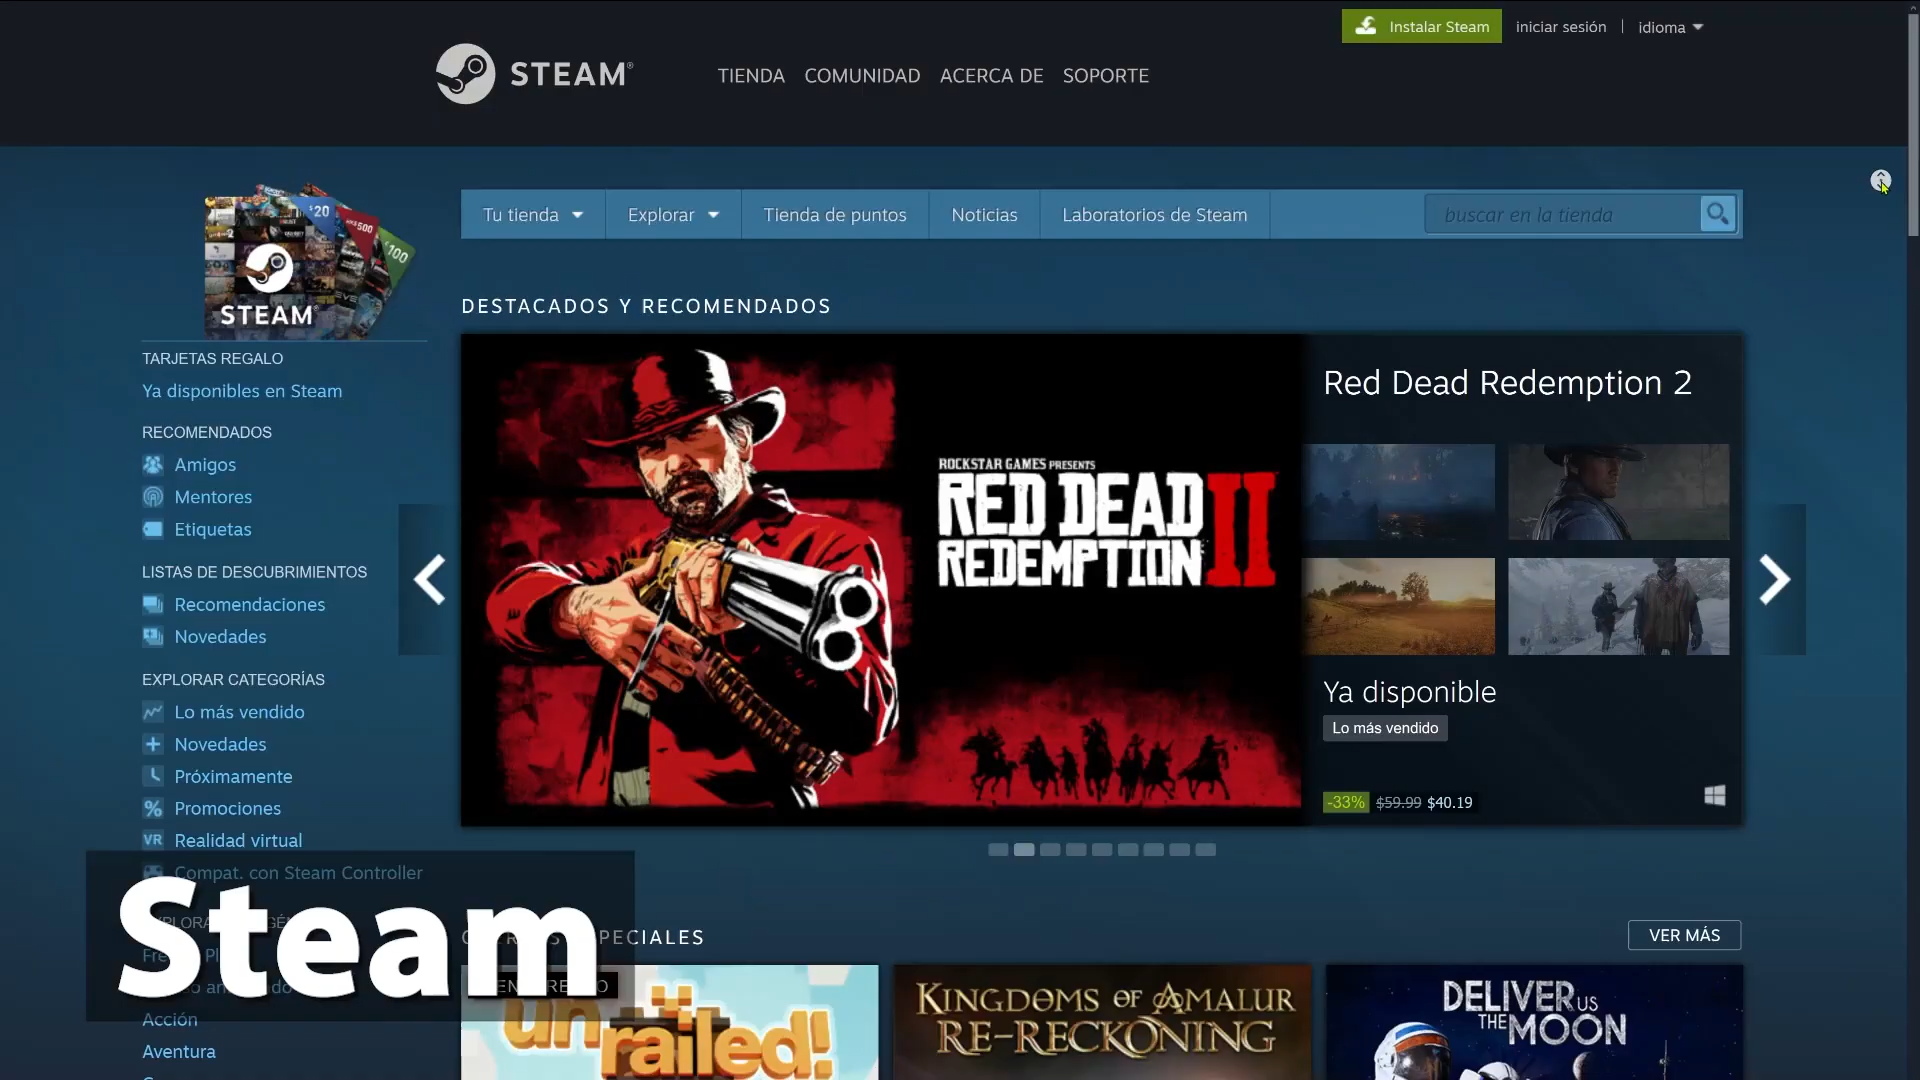 Instalar Steam
iniciar sesión | idioma
STEAM®
TIENDA COMUNIDAD ACERCA DE SOPORTE
$20
500
$100
STEAM
Tu tienda Explorar Tienda de puntos Noticias Laboratorios de Steam
buscar en la tienda
TARJETAS REGALO
Ya disponibles en Steam
RECOMENDADOS
Amigos
Mentores
Etiquetas
LISTAS DE DESCUBRIMIENTOS
Recomendaciones
Novedades
EXPLORAR CATEGORÍAS
Lo más vendido
Novedades
Próximamente
% Promociones
VR Realidad virtual
Compat. con Steam Controller
Acción
Aventura
DESTACADOS Y RECOMENDADOS
ROCKSTAR GAMES PRESENTS
RED DEAD
REDEMPTION II
Red Dead Redemption 2
Ya disponible
Lo más vendido
-33% $59.99 $40.19
Steam
VER MÁS
unrailed!
KINGDOMS OF AMALUR
RE-RECKONING
DELIVER US
THE MOON